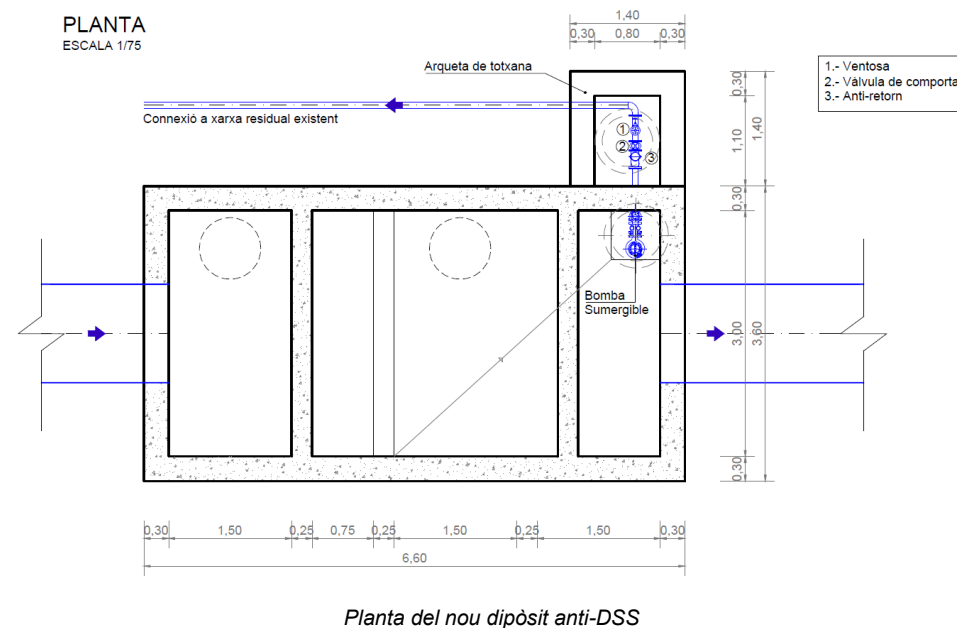 PLANTA
ESCALA 1/75
1,40
0,30 0,80 0,30
Arqueta de totxana
1.- Ventosa
2.- Vàlvula de comporta
3.- Anti-retorn
Connexió a xarxa residual existent
1
2
3
0,30
1,10
1,40
0,30
Bomba
Sumergible
3,00
3,60
0,30
0,30 1,50 0,25 0,75 0,25 1,50 0,25 1,50 0,30
6,60
Planta del nou dipòsit anti-DSS